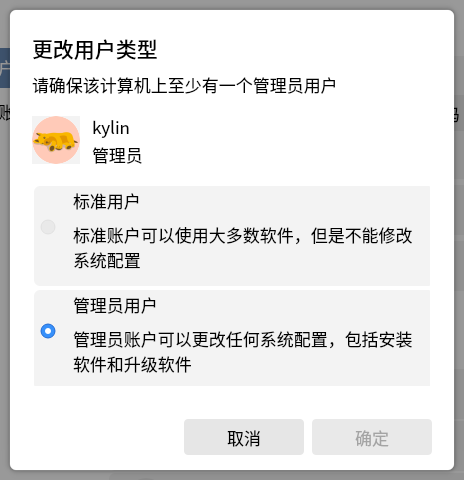 更改用户类型
请确保该计算机上至少有一个管理员用户
kylin
管理员
标准用户
标准账户可以使用大多数软件，但是不能修改
系统配置
管理员用户
管理员账户可以更改任何系统配置，包括安装
软件和升级软件
取消
确定